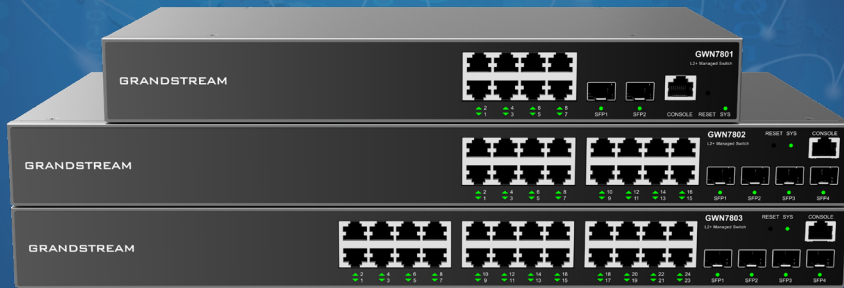 GWN7801
L2+ Managed Switch
GRANDSTREAM
2 4 6 8
1 3 5 7
SFP1 SFP2 CONSOLE RESET SYS
GWN7802 RESET SYS CONSOLE
L2+ Managed Switch
GRANDSTREAM
2 4 6 8 10 12 14 16
1 3 5 7 9 11 13 15
SFP1 SFP2 SFP3 SFP4
GWN7803 RESET SYS CONSOLE
L2+ Managed Switch
GRANDSTREAM
2 4 6 8 10 12 14 16 18 20 22 24
1 3 5 7 9 11 13 15 17 19 21 23
SFP1 SFP2 SFP3 SFP4